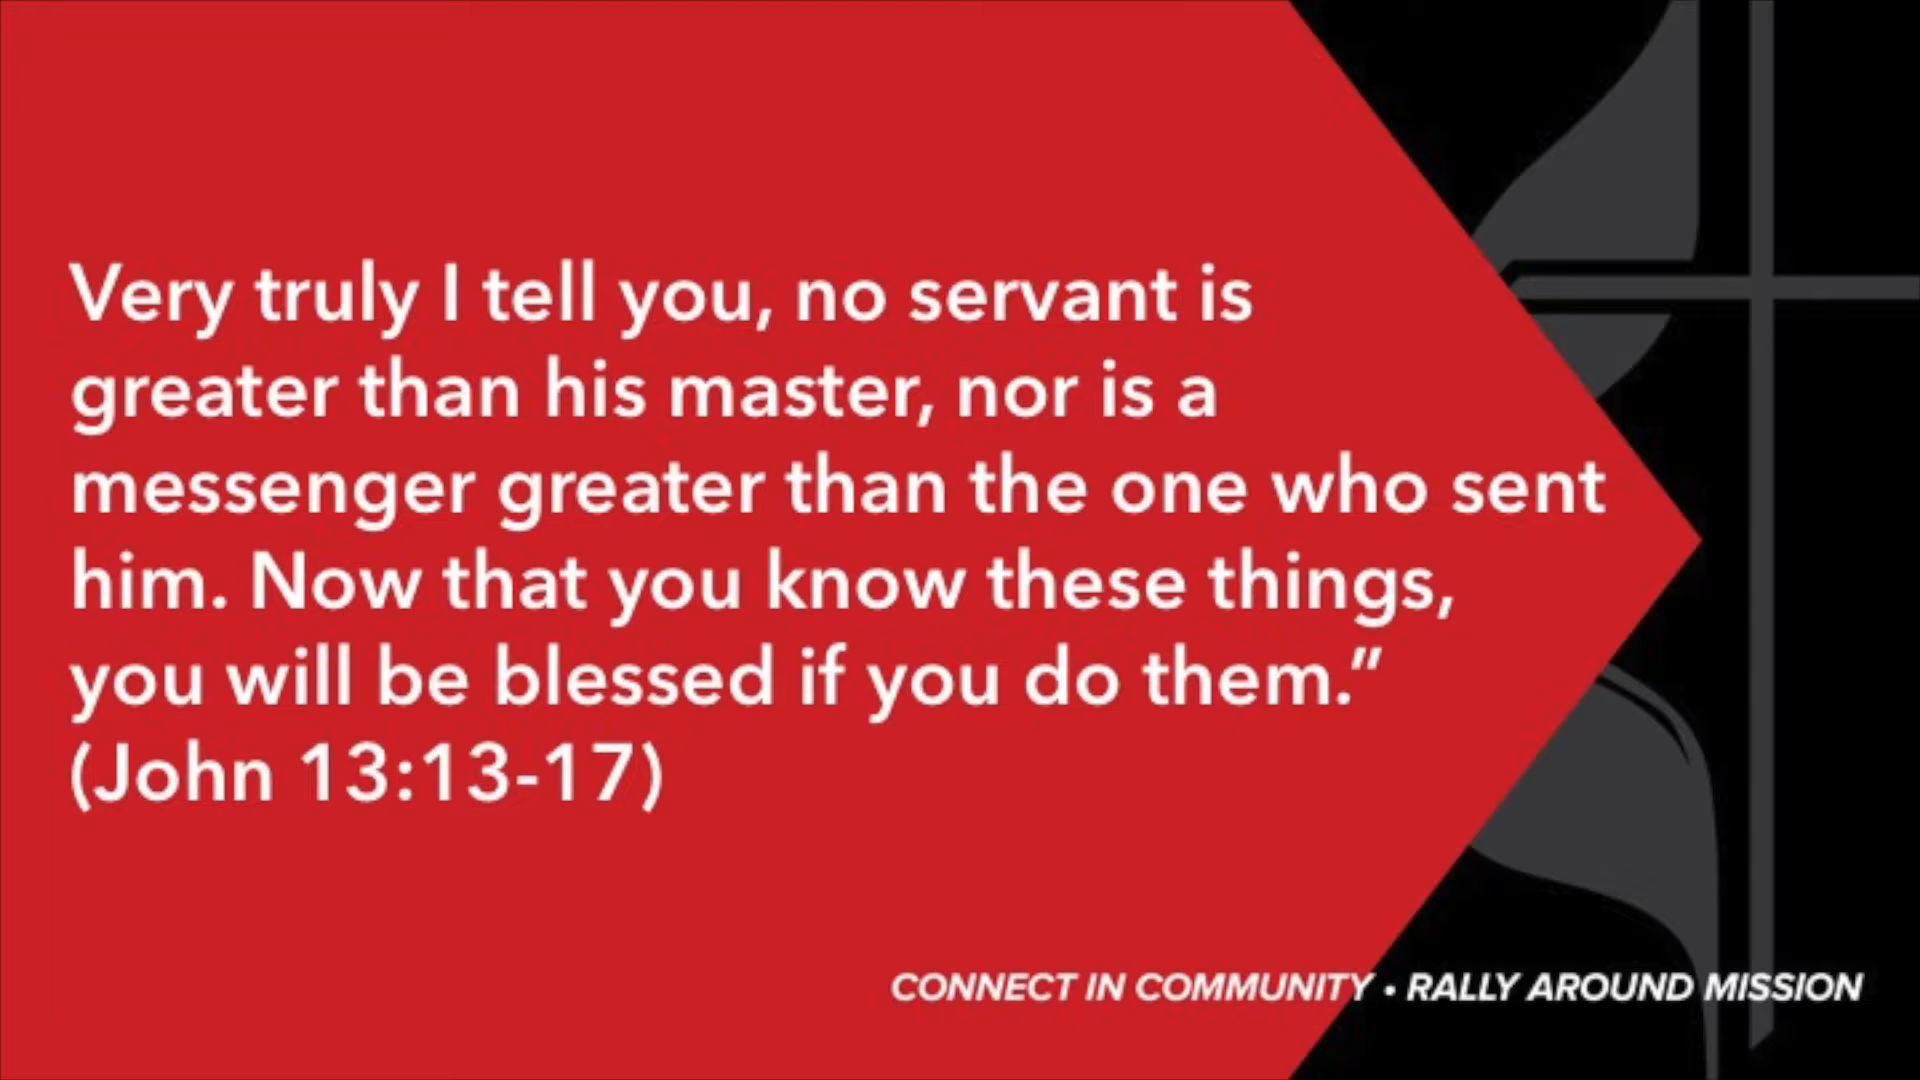 Very truly I tell you, no servant is
greater than his master, nor is a
messenger greater than the one who sent
him. Now that you know these things,
you will be blessed if you do them.”
(John 13:13-17)
CONNECT IN COMMUNITY • RALLY AROUND MISSION